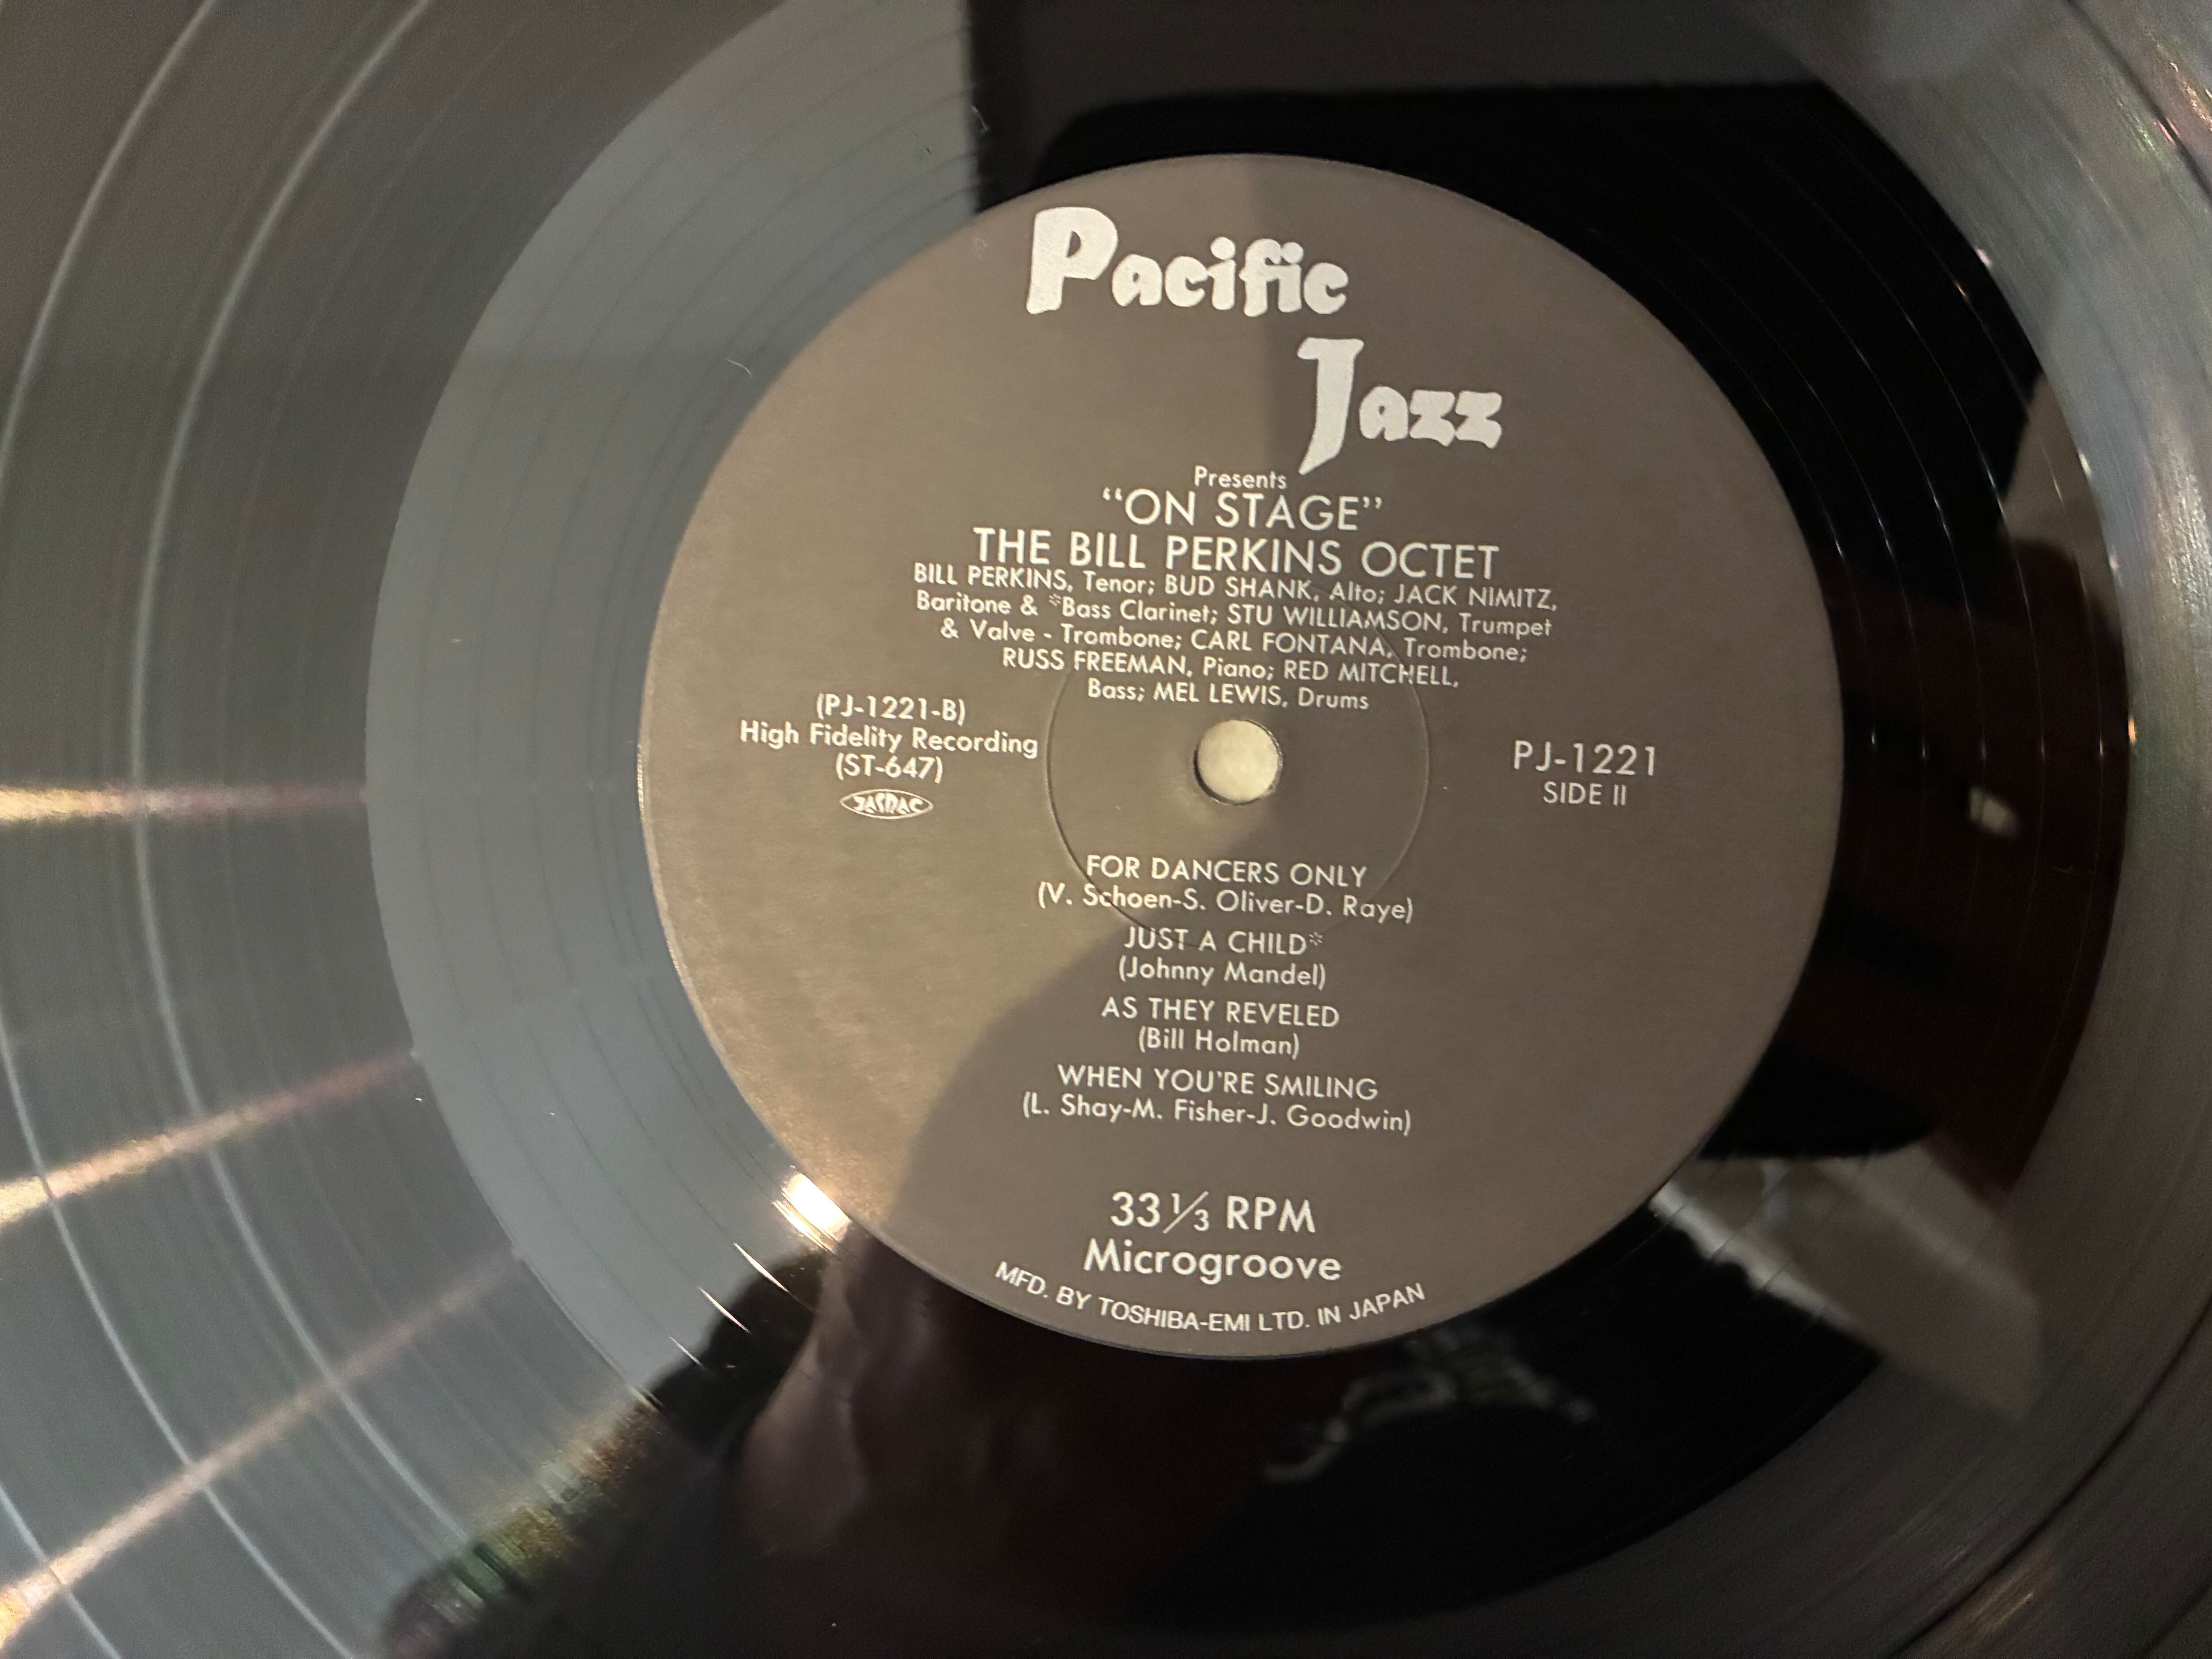 Pacific
Jazz
Presents
“ON STAGE”
THE BILL PERKINS OCTET
BILL PERKINS, Tenor; BUD SHANK, Alto; JACK NIMITZ,
Baritone & *Bass Clarinet; STU WILLIAMSON, Trumpet
& Valve - Trombone; CARL FONTANA, Trombone;
RUSS FREEMAN, Piano; RED MITCHELL,
Bass; MEL LEWIS, Drums
(PJ-1221-B)
High Fidelity Recording
(ST-647)
JASRAC
PJ-1221
SIDE II
FOR DANCERS ONLY
(V. Schoen-S. Oliver-D. Raye)
JUST A CHILD*
(Johnny Mandel)
AS THEY REVELED
(Bill Holman)
WHEN YOU'RE SMILING
(L. Shay-M. Fisher-J. Goodwin)
33 1/3 RPM
Microgroove
MFD. BY TOSHIBA-EMI LTD. IN JAPAN